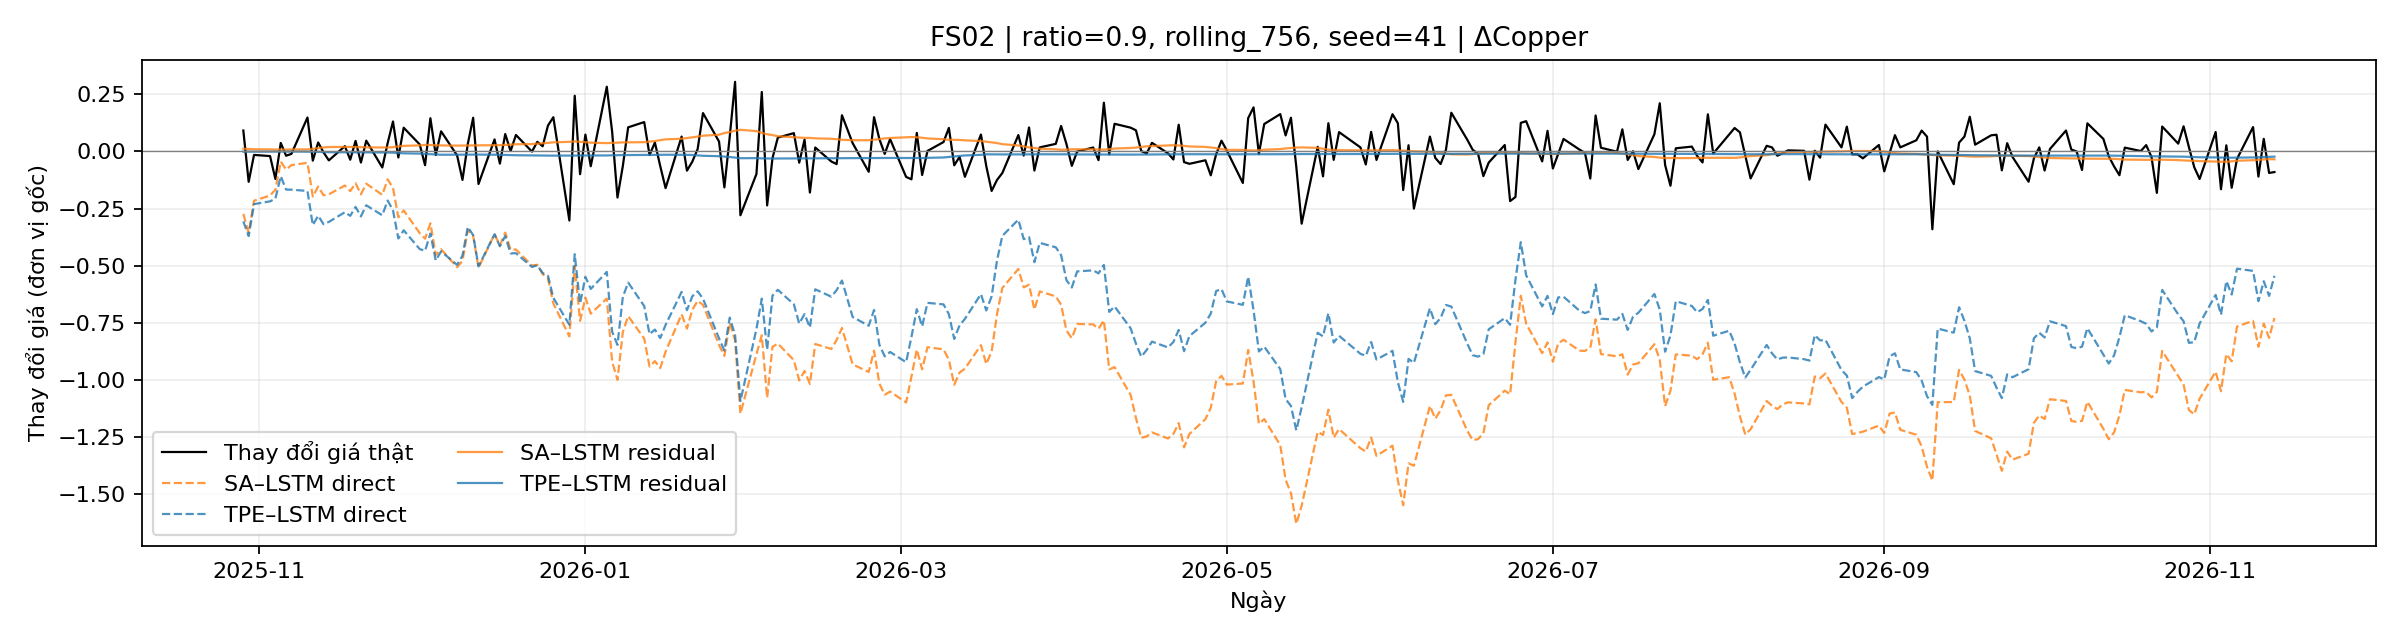 FS02 | ratio=0.9, rolling_756, seed=41 | ΔCopper
Thay đổi giá (đơn vị gốc)
0.25
0.00
−0.25
−0.50
−0.75
−1.00
−1.25
−1.50
Thay đổi giá thật
SA–LSTM direct
TPE–LSTM direct
SA–LSTM residual
TPE–LSTM residual
2025-11 2026-01 2026-03 2026-05 2026-07 2026-09 2026-11
Ngày